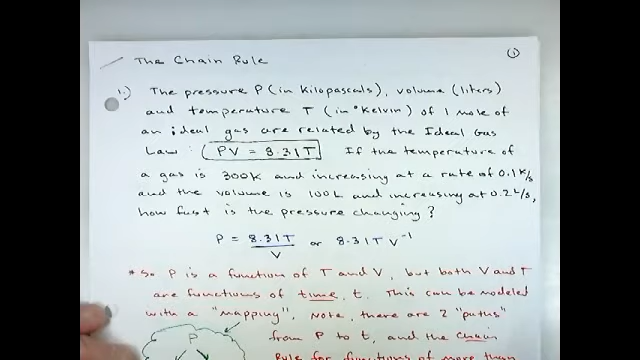 The Chain Rule
①
1.) The pressure P (in kilopascals), volume (liters)
and temperature T (in °Kelvin) of 1 mole of
an ideal gas are related by the Ideal Gas
Law: PV = 8.31T If the temperature of
a gas is 300K and increasing at a rate of 0.1 K/s
and the volume is 100L and increasing at 0.2 L/s,
how fast is the pressure changing?
P = 8.31T/V or 8.31TV⁻¹
*So P is a function of T and V, but both V and T
are functions of time, t. This can be modeled
with a "mapping". Note, there are 2 "paths"
P from P to t, and the Chain
Rule for functions of more than